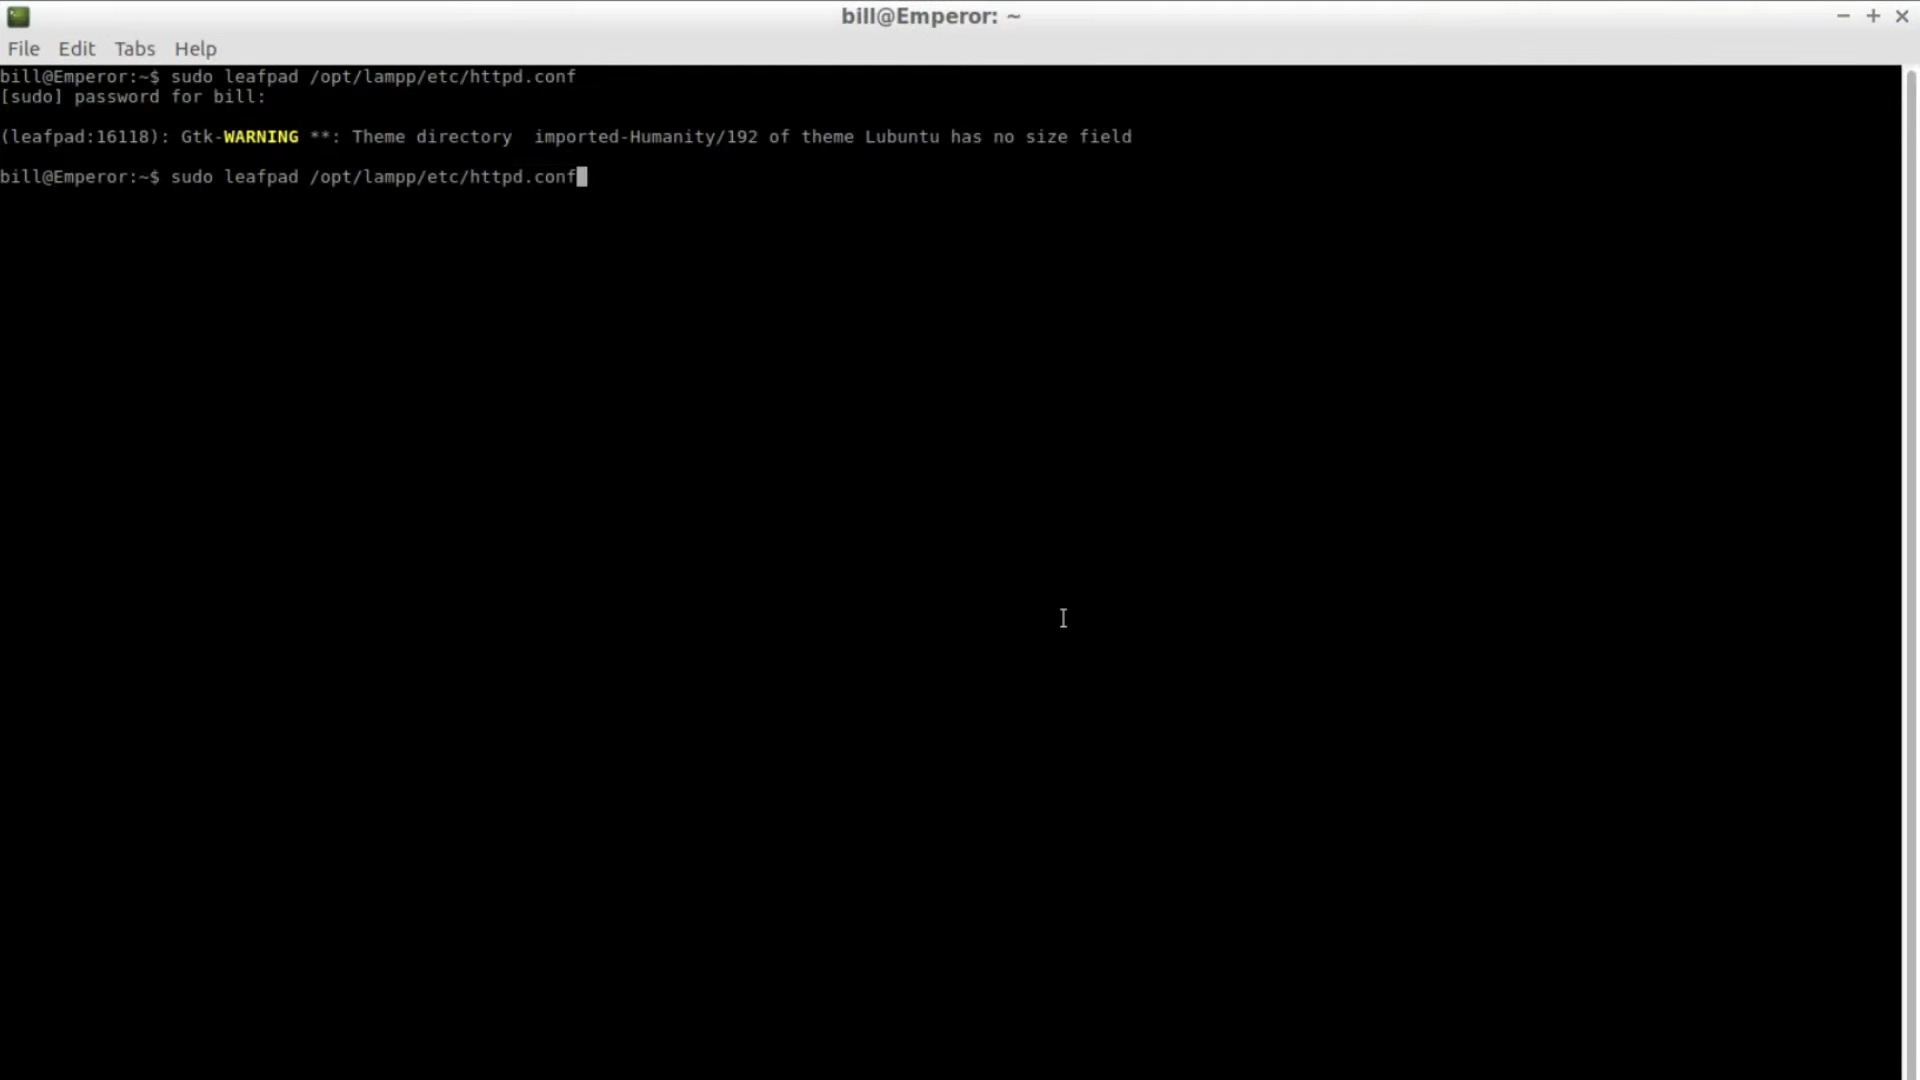 bill@Emperor: ~
File Edit Tabs Help
bill@Emperor:~$ sudo leafpad /opt/lampp/etc/httpd.conf
[sudo] password for bill:
(leafpad:16118): Gtk-WARNING **: Theme directory  imported-Humanity/192 of theme Lubuntu has no size field
bill@Emperor:~$ sudo leafpad /opt/lampp/etc/httpd.conf